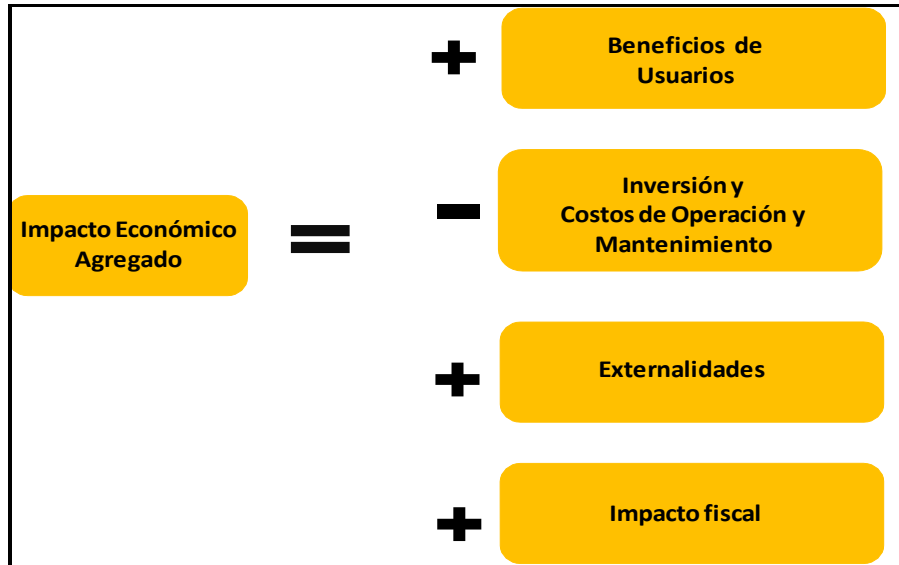 +
Beneficios de
Usuarios
Impacto Económico
Agregado
=
-
Inversión y
Costos de Operación y
Mantenimiento
+
Externalidades
+
Impacto fiscal